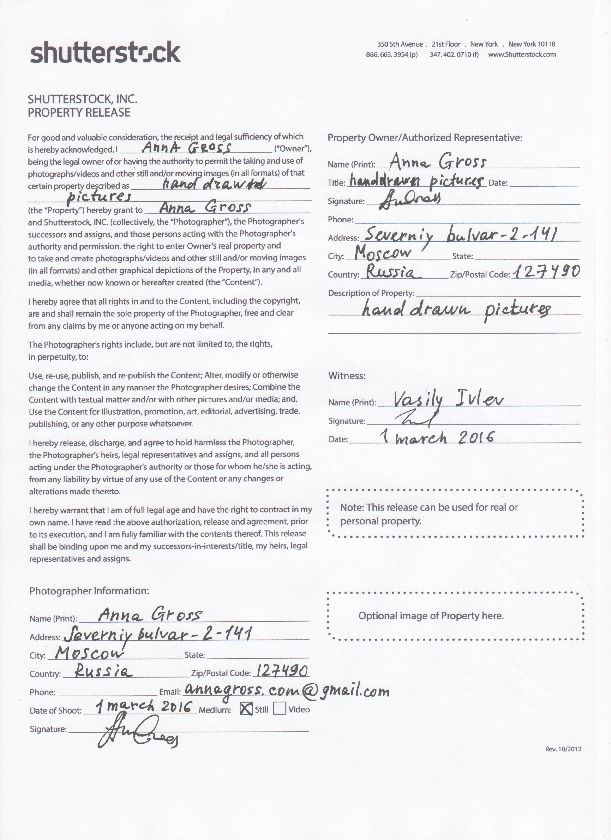 shutterstock
350 5th Avenue . 21st Floor . New York . New York 10118
866.663.3954 (p) 347.402.0710 (f) www.Shutterstock.com
SHUTTERSTOCK, INC.
PROPERTY RELEASE
For good and valuable consideration, the receipt and legal sufficiency of which
is hereby acknowledged, I Anna Gross ("Owner"),
being the legal owner of or having the authority to permit the taking and use of
photographs/videos and other still and/or moving images (in all formats) of that
certain property described as hand drawn
pictures
(the "Property") hereby grant to Anna Gross
and Shutterstock, INC. (collectively, the "Photographer"), the Photographer's
successors and assigns, and those persons acting with the Photographer's
authority and permission, the right to enter Owner's real property and
to take and create photographs/videos and other still and/or moving images
(in all formats) and other graphical depictions of the Property, in any and all
media, whether now known or hereafter created (the "Content").
I hereby agree that all rights in and to the Content, including the copyright,
are and shall remain the sole property of the Photographer, free and clear
from any claims by me or anyone acting on my behalf.
The Photographer's rights include, but are not limited to, the rights,
in perpetuity, to:
Use, re-use, publish, and re-publish the Content; Alter, modify or otherwise
change the Content in any manner the Photographer desires; Combine the
Content with textual matter and/or with other pictures and/or media; and,
Use the Content for illustration, promotion, art, editorial, advertising, trade,
publishing, or any other purpose whatsoever.
I hereby release, discharge, and agree to hold harmless the Photographer,
the Photographer's heirs, legal representatives and assigns, and all persons
acting under the Photographer's authority or those for whom he/she is acting,
from any liability by virtue of any use of the Content or any changes or
alterations made thereto.
I hereby warrant that I am of full legal age and have the right to contract in my
own name. I have read the above authorization, release and agreement, prior
to its execution, and I am fully familiar with the contents thereof. This release
shall be binding upon me and my successors-in-interests/title, my heirs, legal
representatives and assigns.
Photographer Information:
Name (Print): Anna Gross
Address: Severniy bulvar-2-141
City: Moscow State:
Country: Russia Zip/Postal Code: 127490
Phone: Email: annagross.com@gmail.com
Date of Shoot: 1 march 2016 Medium: Still Video
Signature:
Property Owner/Authorized Representative:
Name (Print): Anna Gross
Title: handdrawn pictures Date:
Signature:
Phone:
Address: Severniy bulvar-2-141
City: Moscow State:
Country: Russia Zip/Postal Code: 127490
Description of Property:
hand drawn pictures
Witness:
Name (Print): Vasily Ivlev
Signature:
Date: 1 march 2016
Note: This release can be used for real or
personal property.
Optional image of Property here.
Rev. 10/2012